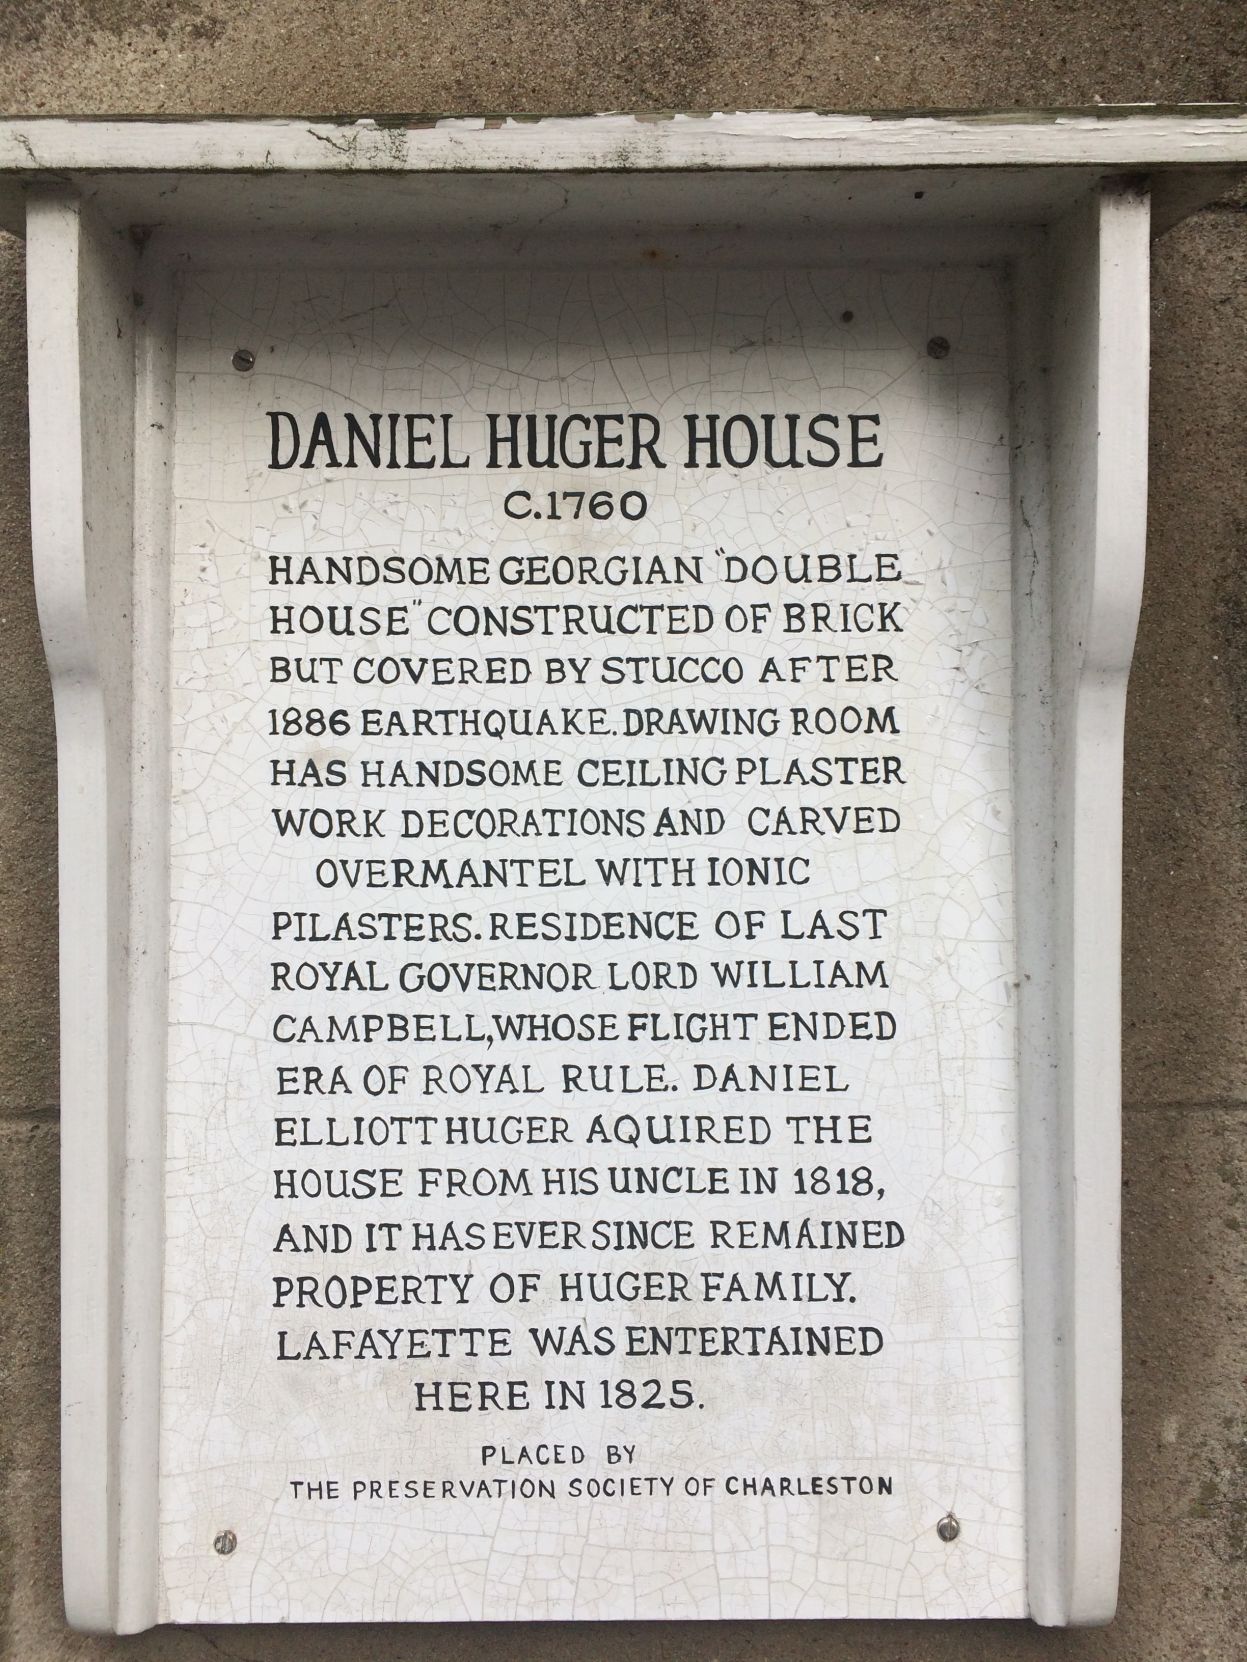 DANIEL HUGER HOUSE
C.1760
HANDSOME GEORGIAN "DOUBLE
HOUSE" CONSTRUCTED OF BRICK
BUT COVERED BY STUCCO AFTER
1886 EARTHQUAKE. DRAWING ROOM
HAS HANDSOME CEILING PLASTER
WORK DECORATIONS AND CARVED
OVERMANTEL WITH IONIC
PILASTERS. RESIDENCE OF LAST
ROYAL GOVERNOR LORD WILLIAM
CAMPBELL, WHOSE FLIGHT ENDED
ERA OF ROYAL RULE. DANIEL
ELLIOTT HUGER AQUIRED THE
HOUSE FROM HIS UNCLE IN 1818,
AND IT HAS EVER SINCE REMAINED
PROPERTY OF HUGER FAMILY.
LAFAYETTE WAS ENTERTAINED
HERE IN 1825.
PLACED BY
THE PRESERVATION SOCIETY OF CHARLESTON